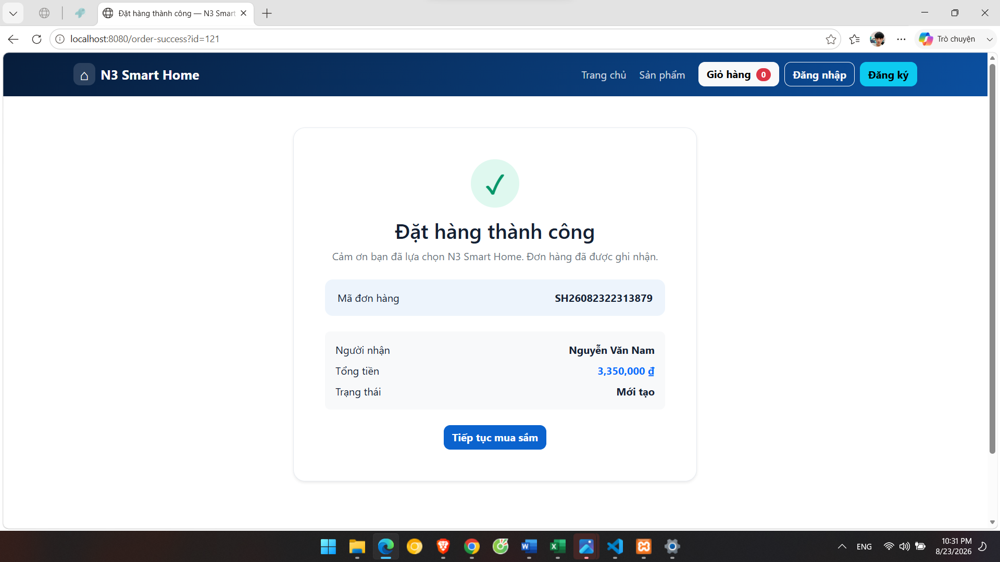 Đặt hàng thành công — N3 Smart
localhost:8080/order-success?id=121
Trò chuyện
N3 Smart Home
Trang chủ
Sản phẩm
Giỏ hàng 0
Đăng nhập
Đăng ký
Đặt hàng thành công
Cảm ơn bạn đã lựa chọn N3 Smart Home. Đơn hàng đã được ghi nhận.
Mã đơn hàng SH26082322313879
Người nhận Nguyễn Văn Nam
Tổng tiền 3,350,000 ₫
Trạng thái Mới tạo
Tiếp tục mua sắm
ENG
10:31 PM
8/23/2026